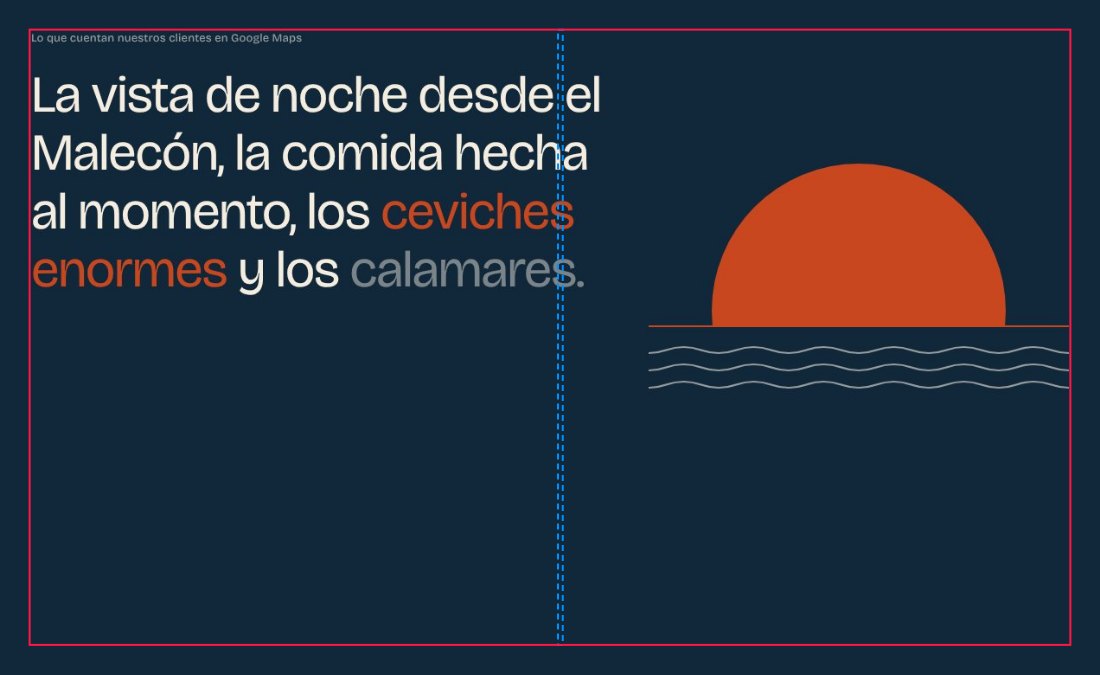 Lo que cuentan nuestros clientes en Google Maps
La vista de noche desde el
Malecón, la comida hecha
al momento, los ceviches
enormes y los calamares.